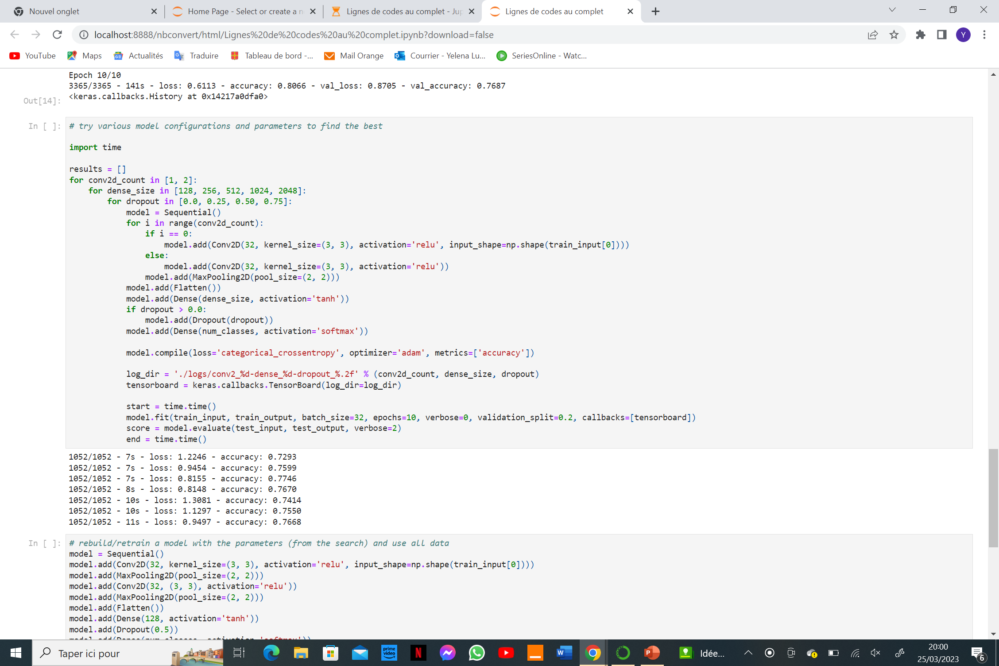 Nouvel onglet
Home Page - Select or create a n
Lignes de codes au complet - Jup
Lignes de codes au complet
localhost:8888/nbconvert/html/Lignes%20de%20codes%20au%20complet.ipynb?download=false
Y
YouTube
Maps
Actualités
Traduire
Tableau de bord -...
Mail Orange
Courrier - Yelena Lu...
SeriesOnline - Watc...
Epoch 10/10
3365/3365 - 141s - loss: 0.6113 - accuracy: 0.8066 - val_loss: 0.8705 - val_accuracy: 0.7687
Out[14]: <keras.callbacks.History at 0x14217a0dfa0>
In [ ]: # try various model configurations and parameters to find the best
import time
results = []
for conv2d_count in [1, 2]:
    for dense_size in [128, 256, 512, 1024, 2048]:
        for dropout in [0.0, 0.25, 0.50, 0.75]:
            model = Sequential()
            for i in range(conv2d_count):
                if i == 0:
                    model.add(Conv2D(32, kernel_size=(3, 3), activation='relu', input_shape=np.shape(train_input[0])))
                else:
                    model.add(Conv2D(32, kernel_size=(3, 3), activation='relu'))
                model.add(MaxPooling2D(pool_size=(2, 2)))
            model.add(Flatten())
            model.add(Dense(dense_size, activation='tanh'))
            if dropout > 0.0:
                model.add(Dropout(dropout))
            model.add(Dense(num_classes, activation='softmax'))
            model.compile(loss='categorical_crossentropy', optimizer='adam', metrics=['accuracy'])
            log_dir = './logs/conv2_%d-dense_%d-dropout_%.2f' % (conv2d_count, dense_size, dropout)
            tensorboard = keras.callbacks.TensorBoard(log_dir=log_dir)
            start = time.time()
            model.fit(train_input, train_output, batch_size=32, epochs=10, verbose=0, validation_split=0.2, callbacks=[tensorboard])
            score = model.evaluate(test_input, test_output, verbose=2)
            end = time.time()
1052/1052 - 7s - loss: 1.2246 - accuracy: 0.7293
1052/1052 - 7s - loss: 0.9454 - accuracy: 0.7599
1052/1052 - 7s - loss: 0.8155 - accuracy: 0.7746
1052/1052 - 8s - loss: 0.8148 - accuracy: 0.7670
1052/1052 - 10s - loss: 1.3081 - accuracy: 0.7414
1052/1052 - 10s - loss: 1.1297 - accuracy: 0.7550
1052/1052 - 11s - loss: 0.9497 - accuracy: 0.7668
In [ ]: # rebuild/retrain a model with the parameters (from the search) and use all data
model = Sequential()
model.add(Conv2D(32, kernel_size=(3, 3), activation='relu', input_shape=np.shape(train_input[0])))
model.add(MaxPooling2D(pool_size=(2, 2)))
model.add(Conv2D(32, (3, 3), activation='relu'))
model.add(MaxPooling2D(pool_size=(2, 2)))
model.add(Flatten())
model.add(Dense(128, activation='tanh'))
model.add(Dropout(0.5))
model.add(Dense(num_classes, activation='softmax'))
Taper ici pour
prime video
Idée...
20:00
25/03/2023
6